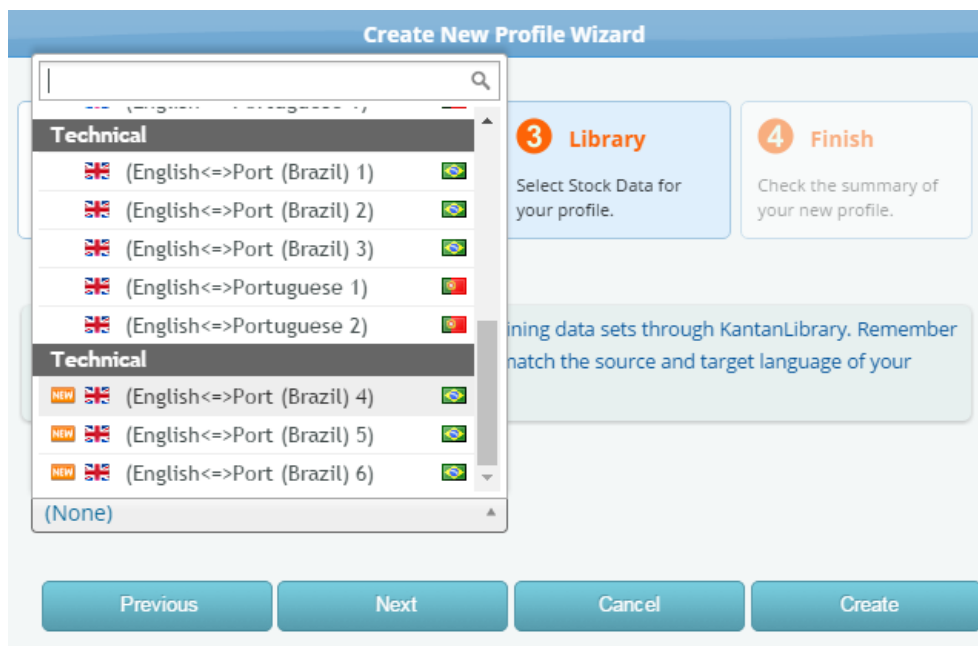 Create New Profile Wizard
Technical
(English<=>Port (Brazil) 1)
(English<=>Port (Brazil) 2)
(English<=>Port (Brazil) 3)
(English<=>Portuguese 1)
(English<=>Portuguese 2)
Technical
NEW (English<=>Port (Brazil) 4)
NEW (English<=>Port (Brazil) 5)
NEW (English<=>Port (Brazil) 6)
(None)
3 Library
Select Stock Data for
your profile.
4 Finish
Check the summary of
your new profile.
ining data sets through KantanLibrary. Remember
match the source and target language of your
Previous
Next
Cancel
Create